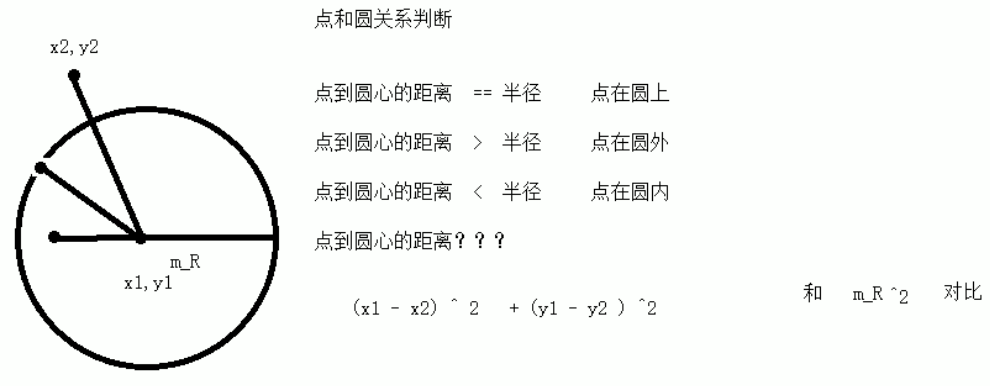 点和圆关系判断
x2,y2
点到圆心的距离 == 半径 点在圆上
点到圆心的距离 > 半径 点在圆外
点到圆心的距离 < 半径 点在圆内
点到圆心的距离？？？
m_R
x1,y1
(x1 - x2) ^ 2 + (y1 - y2 ) ^2 和 m_R ^2 对比